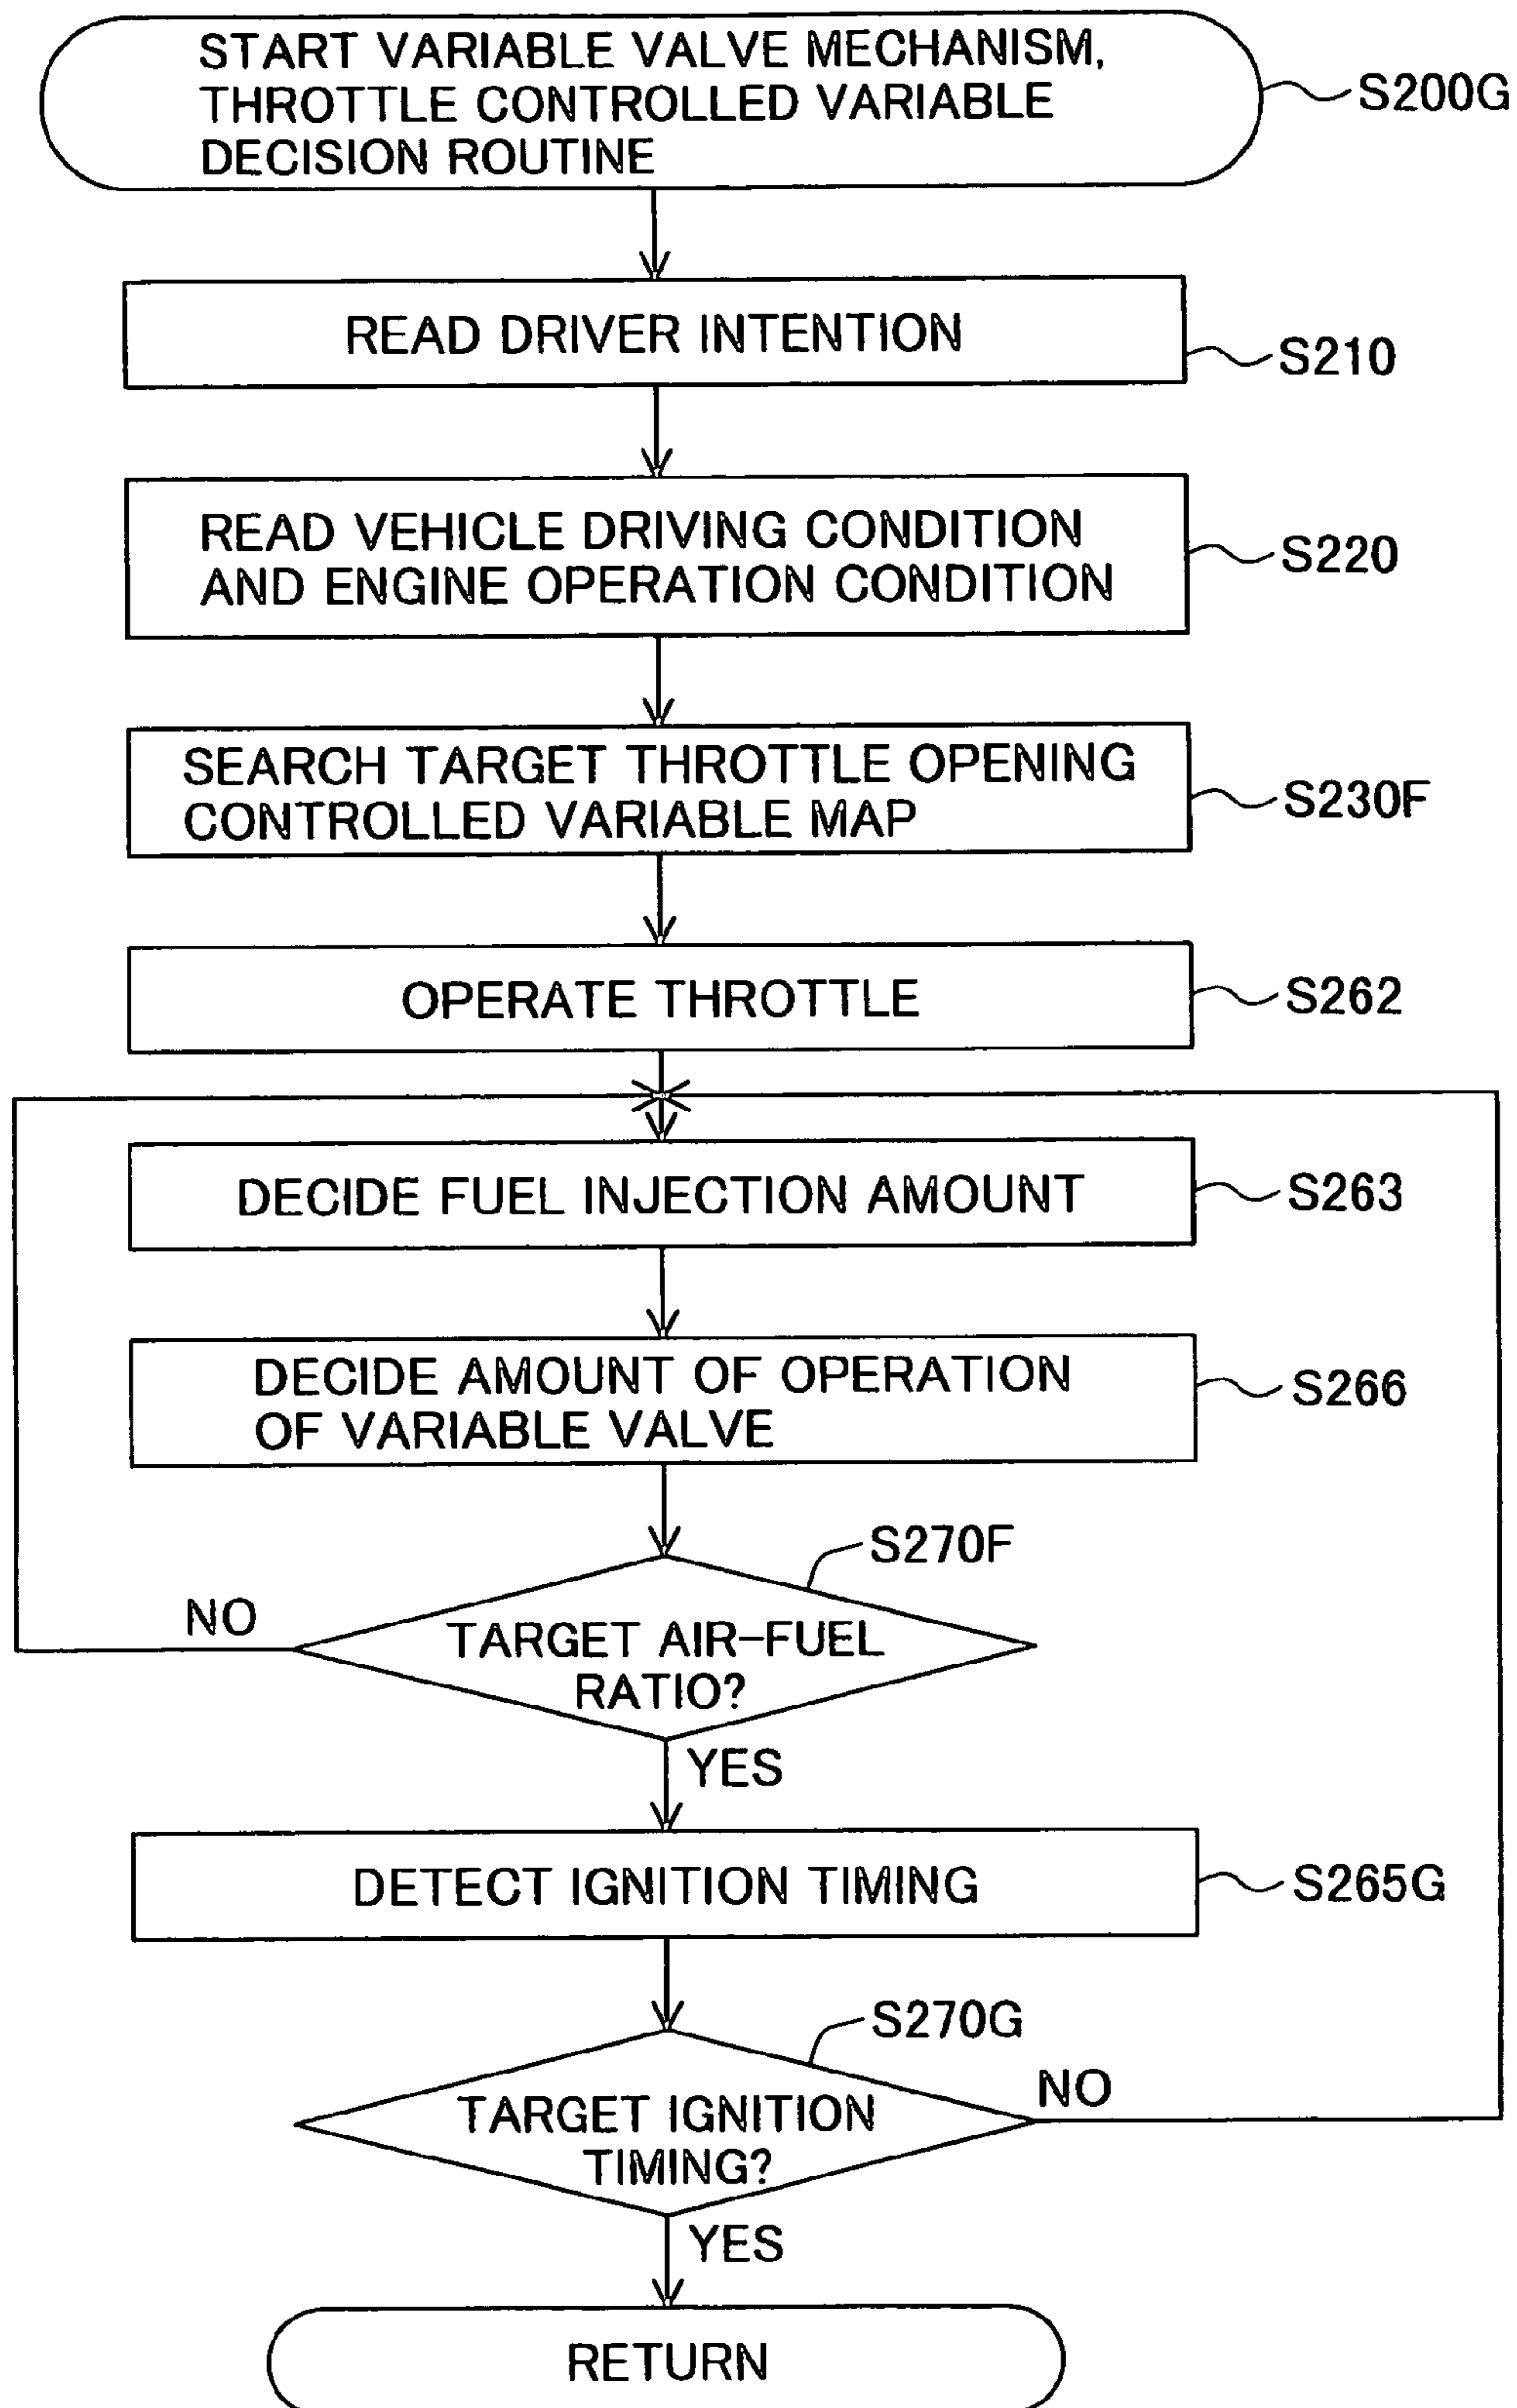 START VARIABLE VALVE MECHANISM,
THROTTLE CONTROLLED VARIABLE
DECISION ROUTINE
S200G
READ DRIVER INTENTION
S210
READ VEHICLE DRIVING CONDITION
AND ENGINE OPERATION CONDITION
S220
SEARCH TARGET THROTTLE OPENING
CONTROLLED VARIABLE MAP
S230F
OPERATE THROTTLE
S262
DECIDE FUEL INJECTION AMOUNT
S263
DECIDE AMOUNT OF OPERATION
OF VARIABLE VALVE
S266
S270F
NO
TARGET AIR-FUEL
RATIO?
YES
DETECT IGNITION TIMING
S265G
S270G
NO
TARGET IGNITION
TIMING?
YES
RETURN